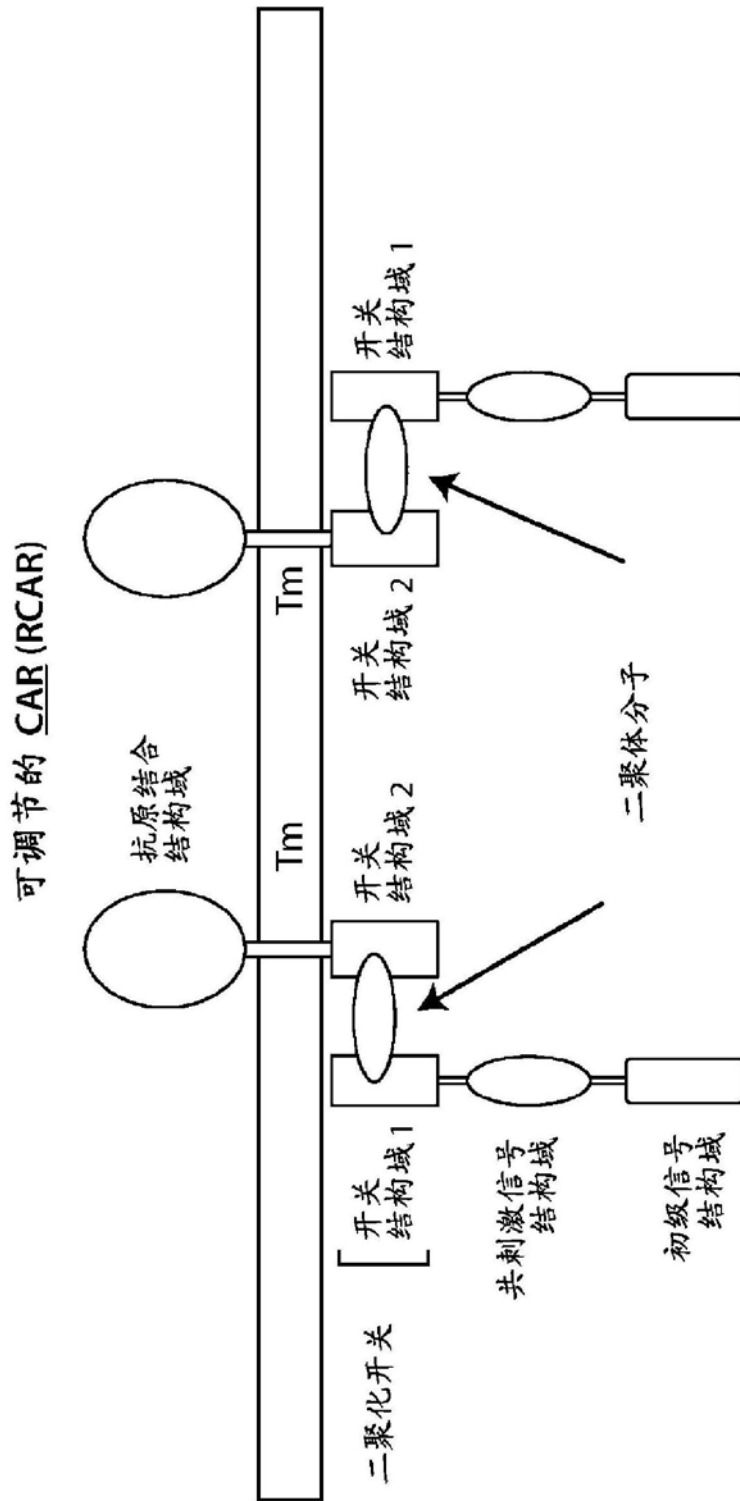 可调节的 CAR (RCAR)
抗原结合
结构域
Tm
Tm
二聚化开关
开关
结构域1
开关
结构域 2
开关
结构域 2
开关
结构域 1
共刺激信号
结构域
二聚体分子
初级信号
结构域